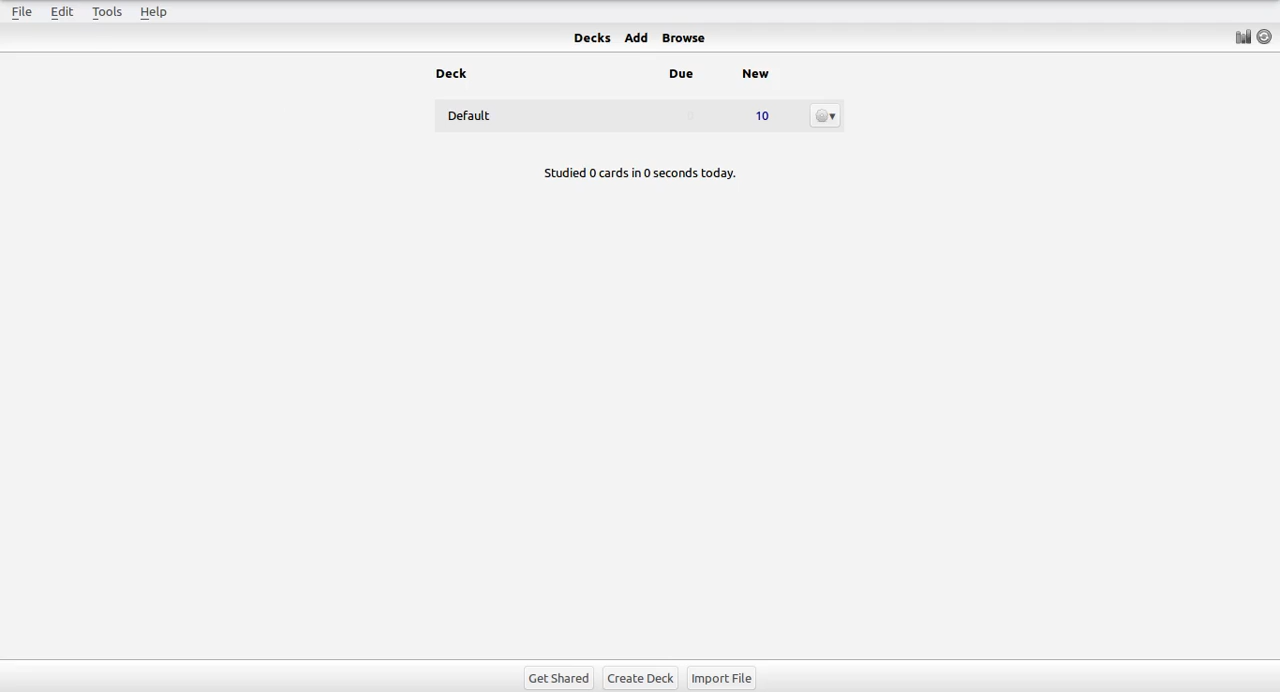 File Edit Tools Help
Decks Add Browse
Deck Due New
Default 0 10
Studied 0 cards in 0 seconds today.
Get Shared Create Deck Import File